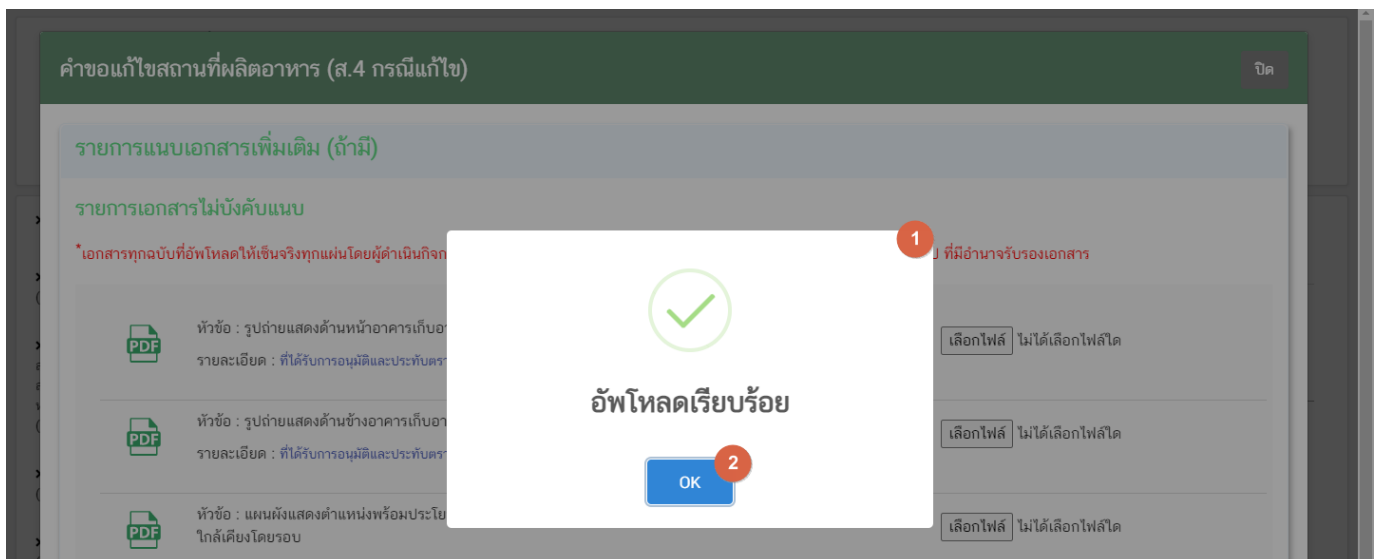 คำขอแก้ไขสถานที่ผลิตอาหาร (ส.4 กรณีแก้ไข)
ปิด
รายการแนบเอกสารเพิ่มเติม (ถ้ามี)
รายการเอกสารไม่บังคับแนบ
*เอกสารทุกฉบับที่อัพโหลดให้เซ็นจริงทุกแผ่นโดยผู้ดำเนินกิจก
ที่มีอำนาจรับรองเอกสาร
1
PDF
หัวข้อ : รูปถ่ายแสดงด้านหน้าอาคารเก็บอา
รายละเอียด : ที่ได้รับการอนุมัติและประทับตรา
เลือกไฟล์ ไม่ได้เลือกไฟล์ใด
อัพโหลดเรียบร้อย
PDF
หัวข้อ : รูปถ่ายแสดงด้านข้างอาคารเก็บอา
รายละเอียด : ที่ได้รับการอนุมัติและประทับตรา
เลือกไฟล์ ไม่ได้เลือกไฟล์ใด
2
OK
PDF
หัวข้อ : แผนผังแสดงตำแหน่งพร้อมประโย
ใกล้เคียงโดยรอบ
เลือกไฟล์ ไม่ได้เลือกไฟล์ใด